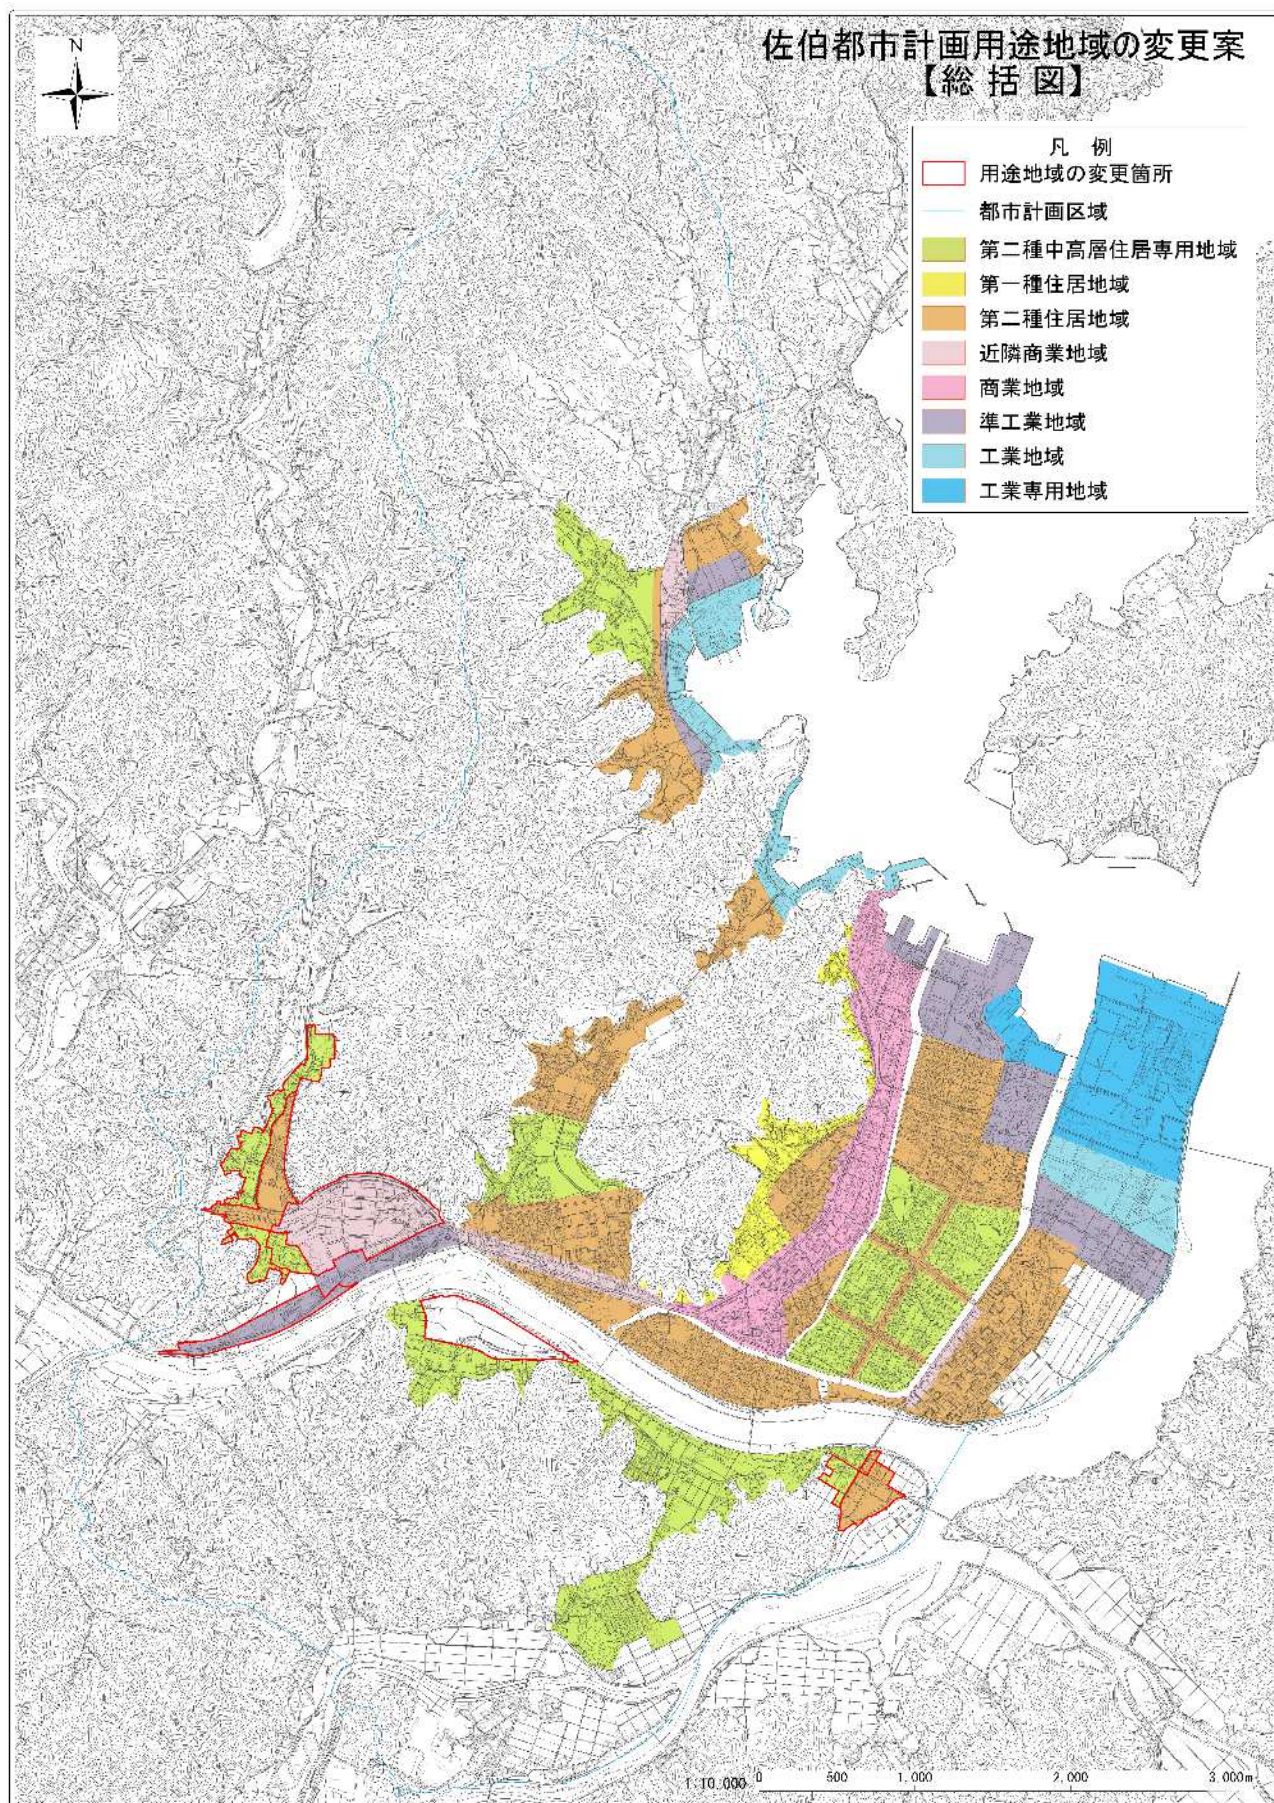 佐伯都市計画用途地域の変更案
【総括図】
N
凡 例
用途地域の変更箇所
都市計画区域
第二種中高層住居専用地域
第一種住居地域
第二種住居地域
近隣商業地域
商業地域
準工業地域
工業地域
工業専用地域
1:10,000 0 500 1,000 2,000 3,000m